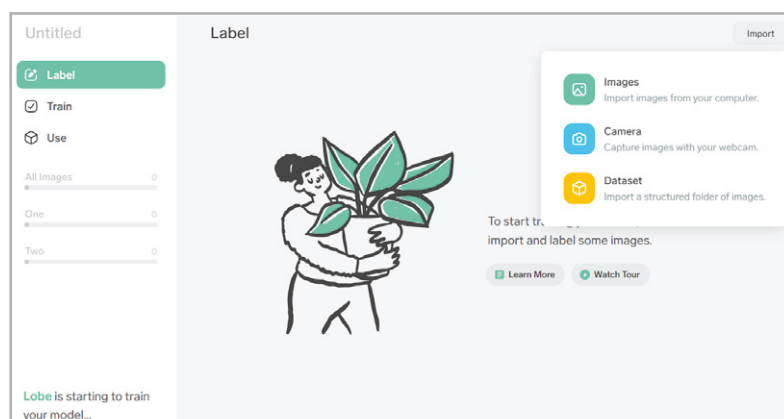 Untitled
Label
Train
Use
All Images 0
One 0
Two 0
Lobe is starting to train
your model...
Label
Import
Images
Import images from your computer.
Camera
Capture images with your webcam.
Dataset
Import a structured folder of images.
To start
import and label some images.
Learn More
Watch Tour